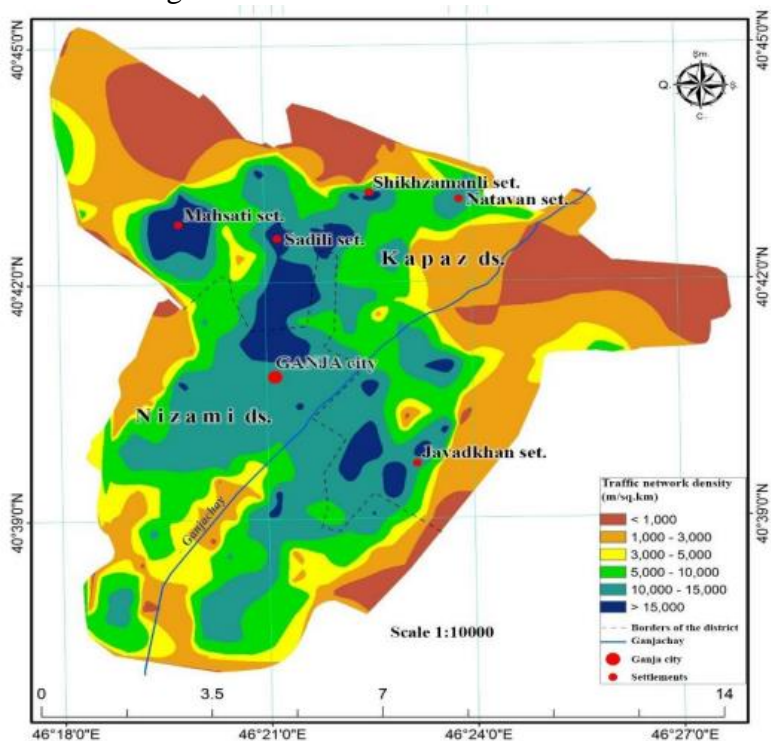 40°45'0"N
40°45'0"N
Şm.
Q.
Ş.
C.
Shikhzamanli set.
Natavan set.
Mahsati set.
Sadili set.
Kapaz ds.
40°42'0"N
40°42'0"N
GANJA city
Nizami ds.
Javadkhan set.
Ganjachay
40°39'0"N
40°39'0"N
Traffic network density
(m/sq.km)
< 1,000
1,000 - 3,000
3,000 - 5,000
5,000 - 10,000
10,000 - 15,000
> 15,000
Borders of the district
Ganjachay
Ganja city
Settlements
Scale 1:10000
0 3.5 7 14
46°18'0"E 46°21'0"E 46°24'0"E 46°27'0"E